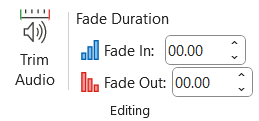 Trim
Audio
Fade Duration
Fade In: 00.00
Fade Out: 00.00
Editing